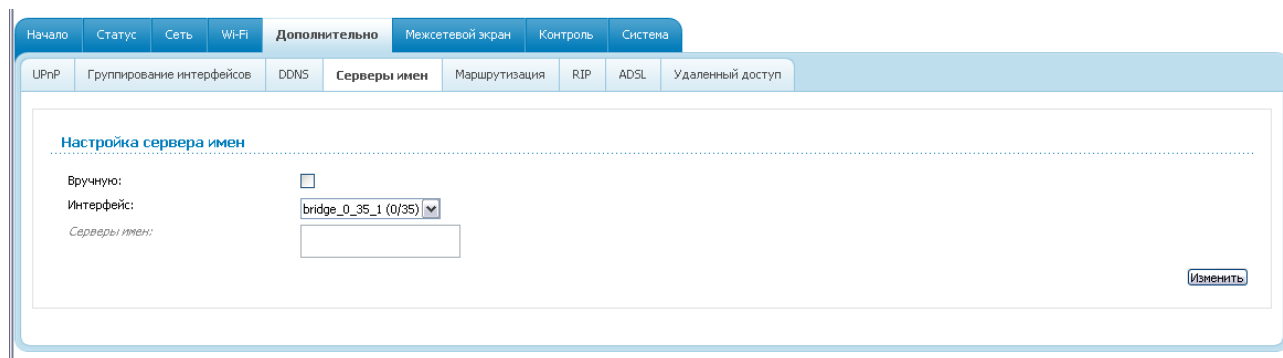 Начало Статус Сеть Wi-Fi Дополнительно Межсетевой экран Контроль Система
UPnP Группирование интерфейсов DDNS Серверы имен Маршрутизация RIP ADSL Удаленный доступ
Настройка сервера имен
Вручную:
Интерфейс: bridge_0_35_1 (0/35)
Серверы имен:
Изменить